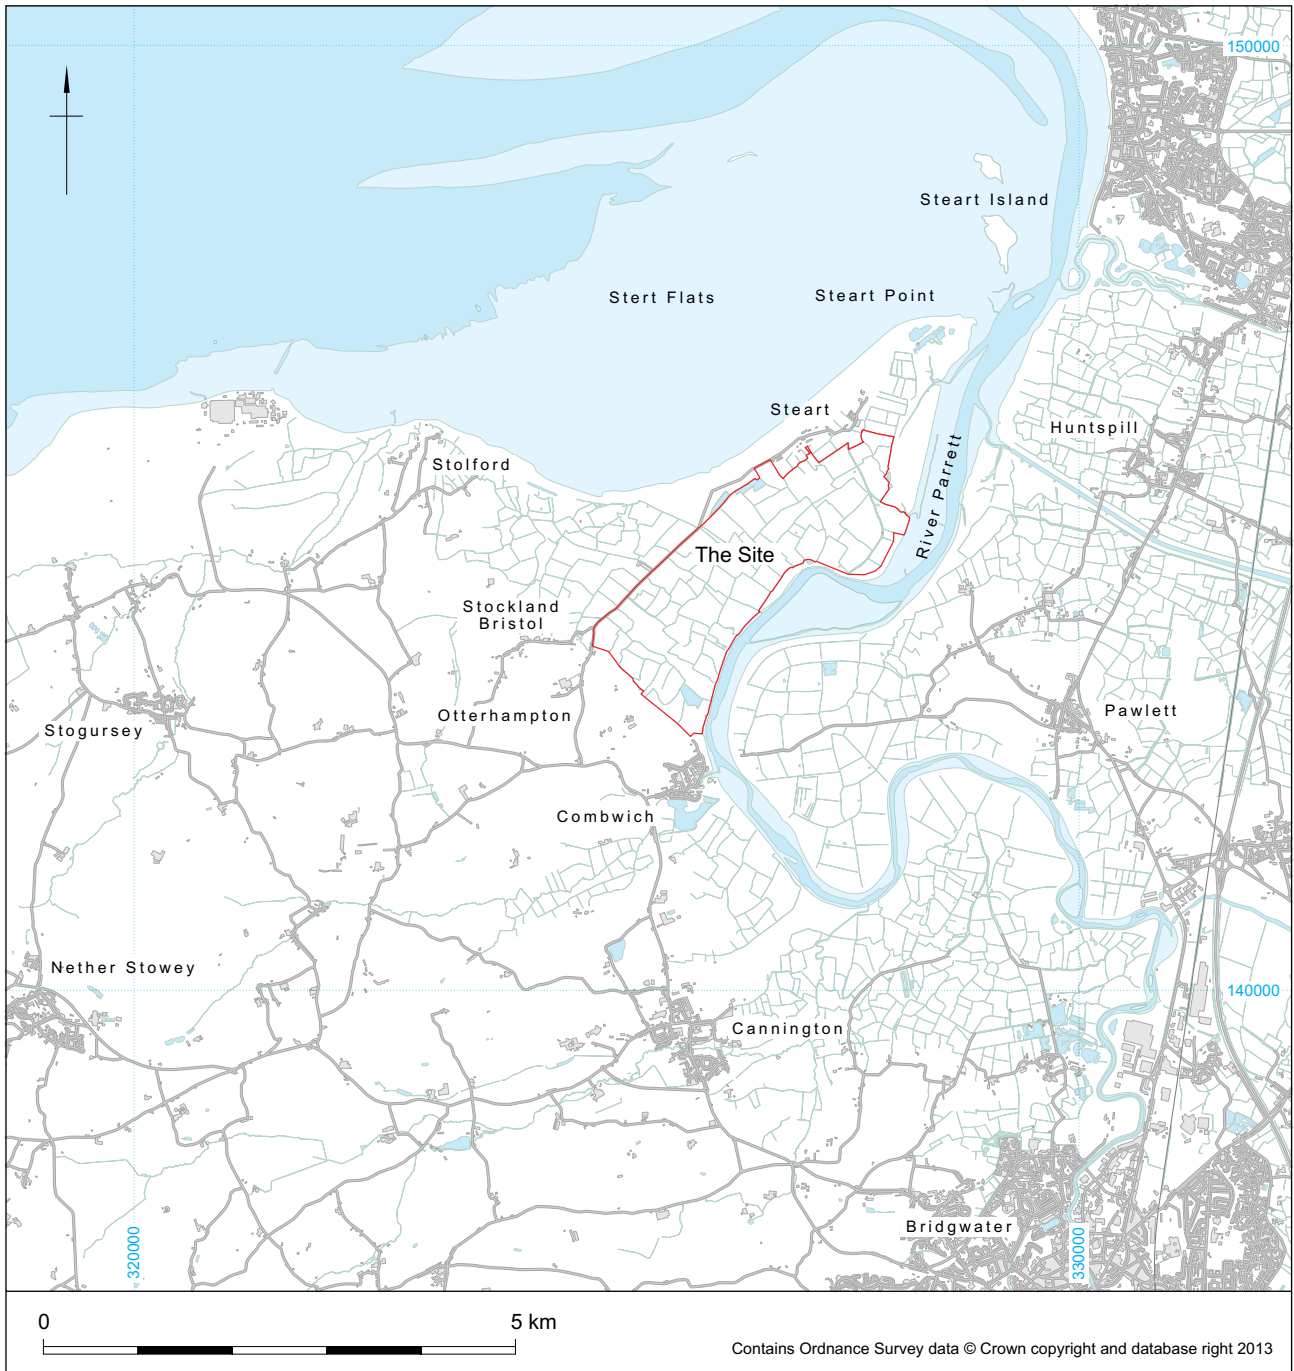 150000
Steart Island
Stert Flats
Steart Point
Steart
Huntspill
Stolford
River Parrett
The Site
Stockland
Bristol
Otterhampton
Stogursey
Pawlett
Combwich
Nether Stowey
140000
Cannington
Bridgwater
320000
330000
0 5 km
Contains Ordnance Survey data © Crown copyright and database right 2013